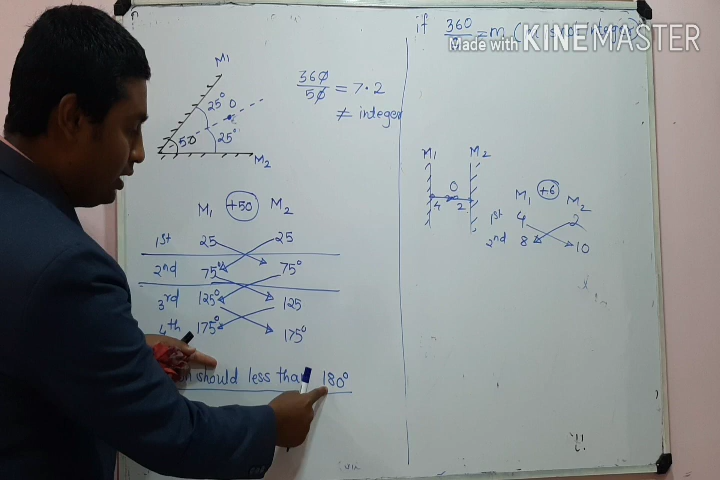 if 360 = m
Made with KINEMASTER
M1
25° O
50
25°
M2
360/50 = 7.2
≠ integer
M1 +50 M2
1st 25 25
2nd 75° 75°
3rd 125° 125
4th 175° 175°
should less than 180°
M1 M2
O
4 2
M1 +6 M2
1st 4 2
2nd 8 10